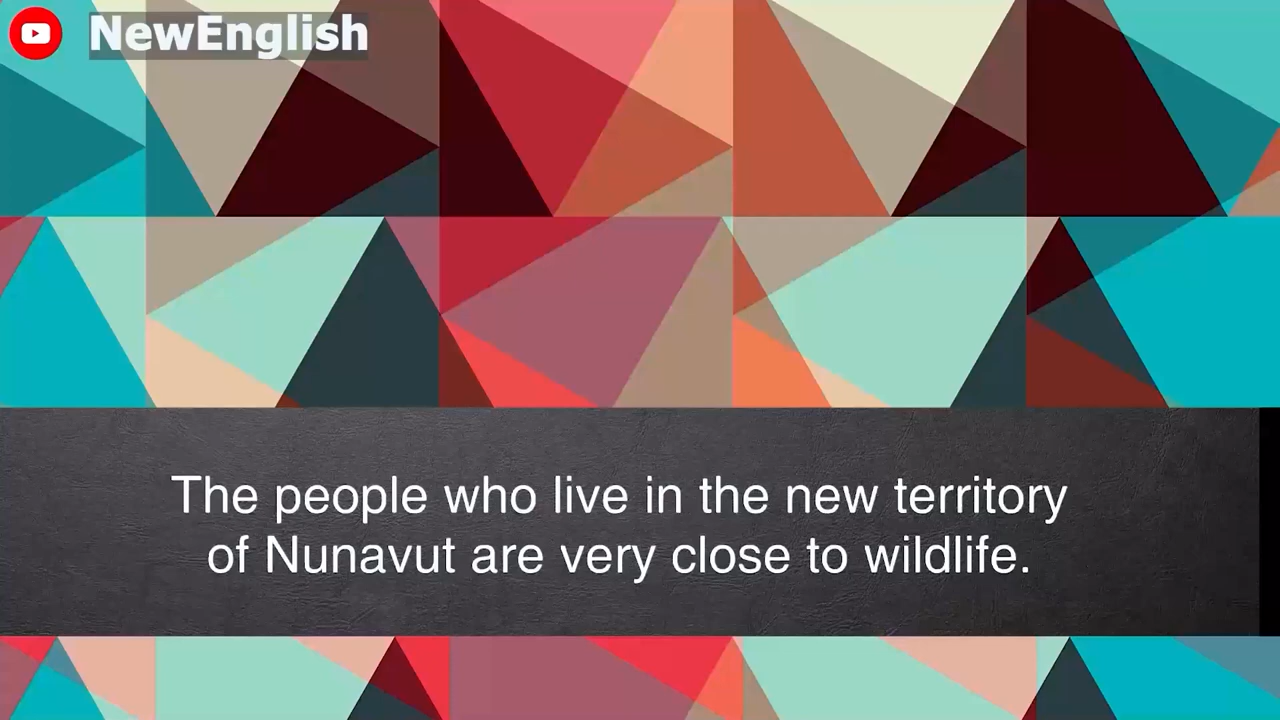 NewEnglish
The people who live in the new territory
of Nunavut are very close to wildlife.